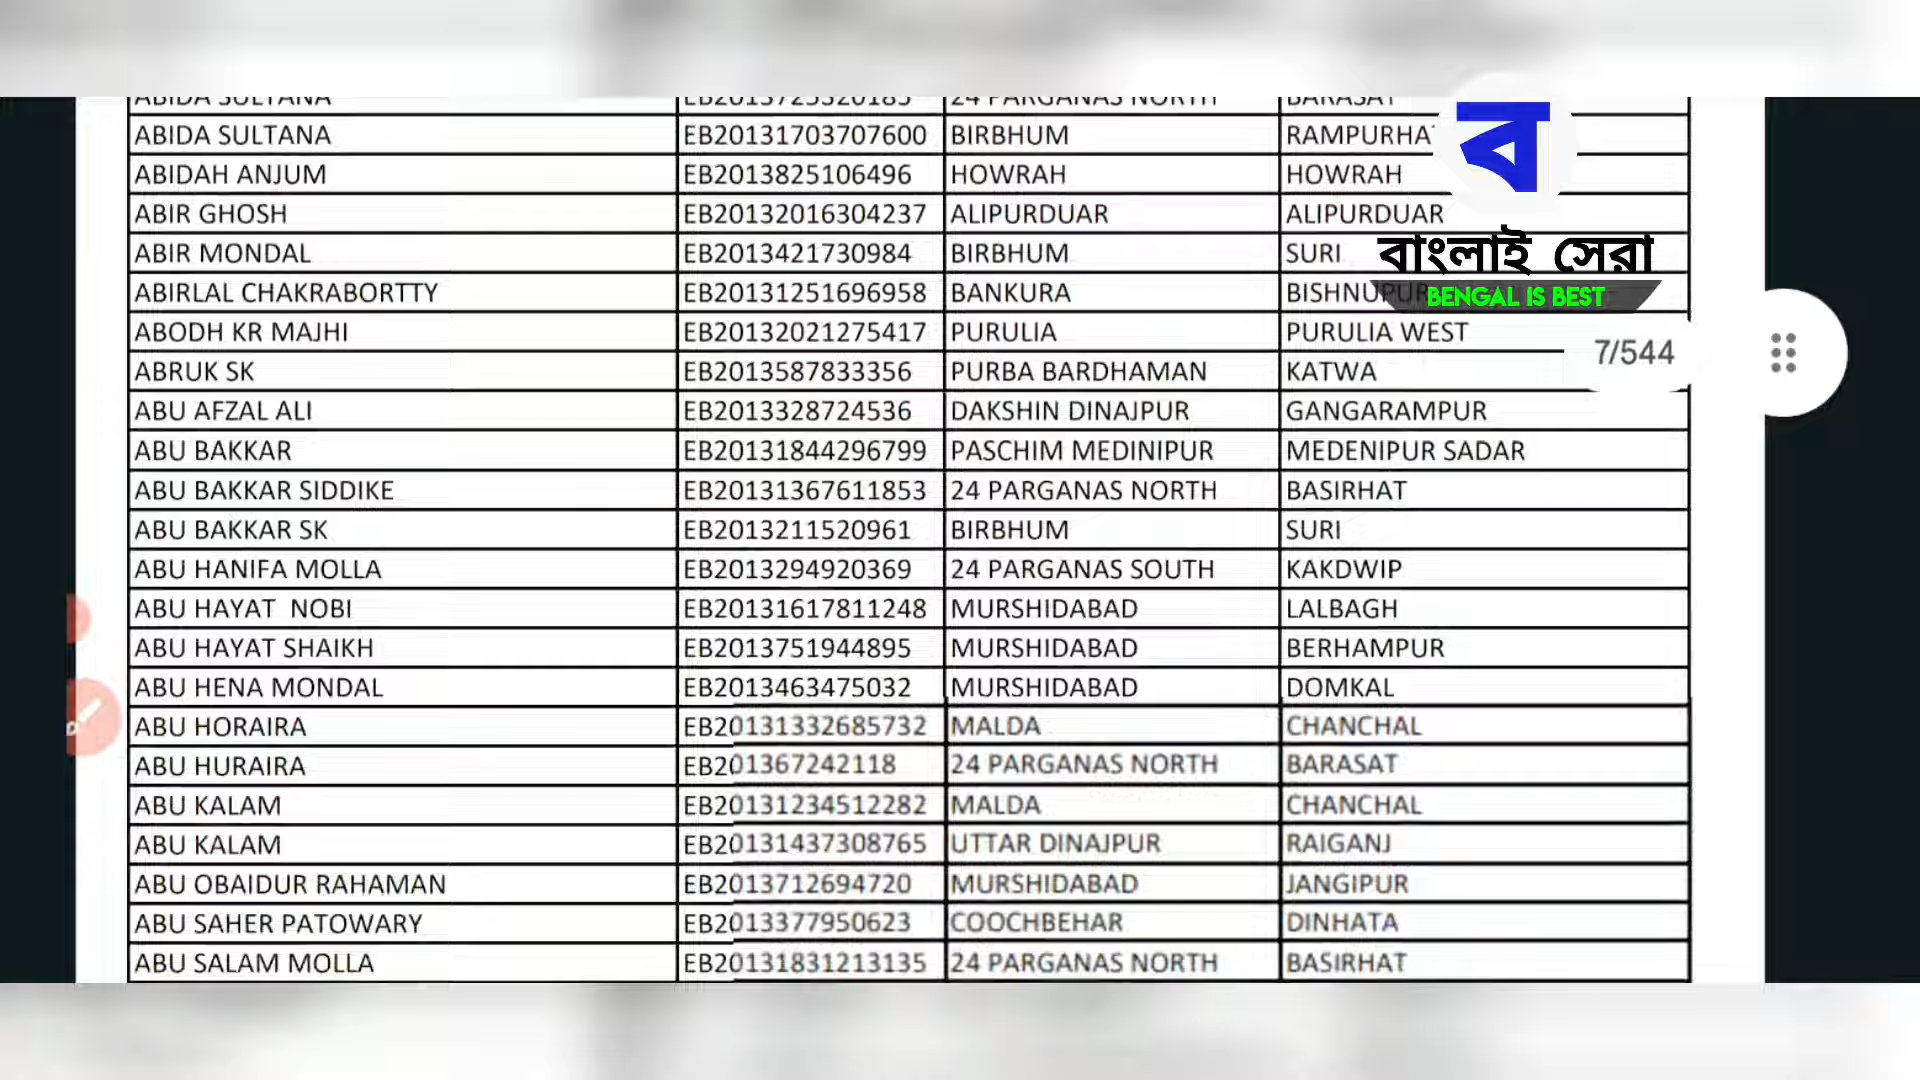 ABIDA SULTANA EB2013725320185 24 PARGANAS NORTH BARASAT
ABIDA SULTANA EB20131703707600 BIRBHUM RAMPURHA
ABIDAH ANJUM EB2013825106496 HOWRAH HOWRAH
ABIR GHOSH EB20132016304237 ALIPURDUAR ALIPURDUAR
ABIR MONDAL EB2013421730984 BIRBHUM SURI
ABIRLAL CHAKRABORTTY EB20131251696958 BANKURA BISHNUPUR
ABODH KR MAJHI EB20132021275417 PURULIA PURULIA WEST
ABRUK SK EB2013587833356 PURBA BARDHAMAN KATWA
ABU AFZAL ALI EB2013328724536 DAKSHIN DINAJPUR GANGARAMPUR
ABU BAKKAR EB20131844296799 PASCHIM MEDINIPUR MEDENIPUR SADAR
ABU BAKKAR SIDDIKE EB20131367611853 24 PARGANAS NORTH BASIRHAT
ABU BAKKAR SK EB2013211520961 BIRBHUM SURI
ABU HANIFA MOLLA EB2013294920369 24 PARGANAS SOUTH KAKDWIP
ABU HAYAT NOBI EB20131617811248 MURSHIDABAD LALBAGH
ABU HAYAT SHAIKH EB2013751944895 MURSHIDABAD BERHAMPUR
ABU HENA MONDAL EB2013463475032 MURSHIDABAD DOMKAL
ABU HORAIRA EB20131332685732 MALDA CHANCHAL
ABU HURAIRA EB201367242118 24 PARGANAS NORTH BARASAT
ABU KALAM EB20131234512282 MALDA CHANCHAL
ABU KALAM EB20131437308765 UTTAR DINAJPUR RAIGANJ
ABU OBAIDUR RAHAMAN EB2013712694720 MURSHIDABAD JANGIPUR
ABU SAHER PATOWARY EB2013377950623 COOCHBEHAR DINHATA
ABU SALAM MOLLA EB20131831213135 24 PARGANAS NORTH BASIRHAT
ব
বাংলাই সেরা
BENGAL IS BEST
7/544